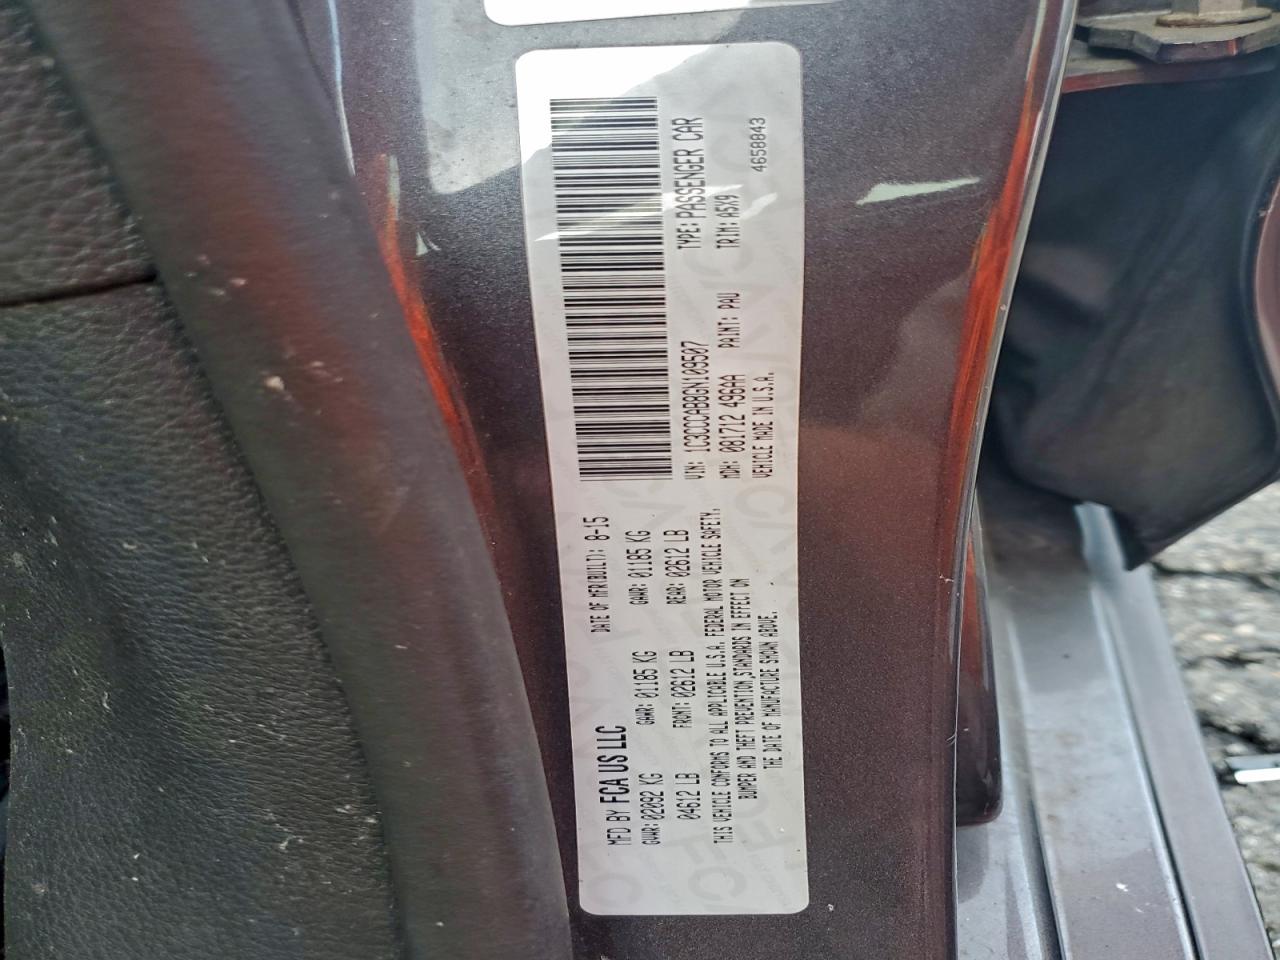 MFD BY FCA US LLC
DATE OF MFR(BUILT): 8-15
GVWR: 02092 KG
GAWR: 01185 KG
GAWR: 01185 KG
04612 LB
FRONT: 02612 LB
REAR: 02612 LB
THIS VEHICLE CONFORMS TO ALL APPLICABLE U.S.A. FEDERAL MOTOR VEHICLE SAFETY,
BUMPER AND THEFT PREVENTION STANDARDS IN EFFECT ON
THE DATE OF MANUFACTURE SHOWN ABOVE.
VIN: 1C3CCCAB8GN109507
TYPE: PASSENGER CAR
MDH: 081712 496AA
PAINT: PAU
TRIM: A5X9
VEHICLE MADE IN U.S.A.
4658843